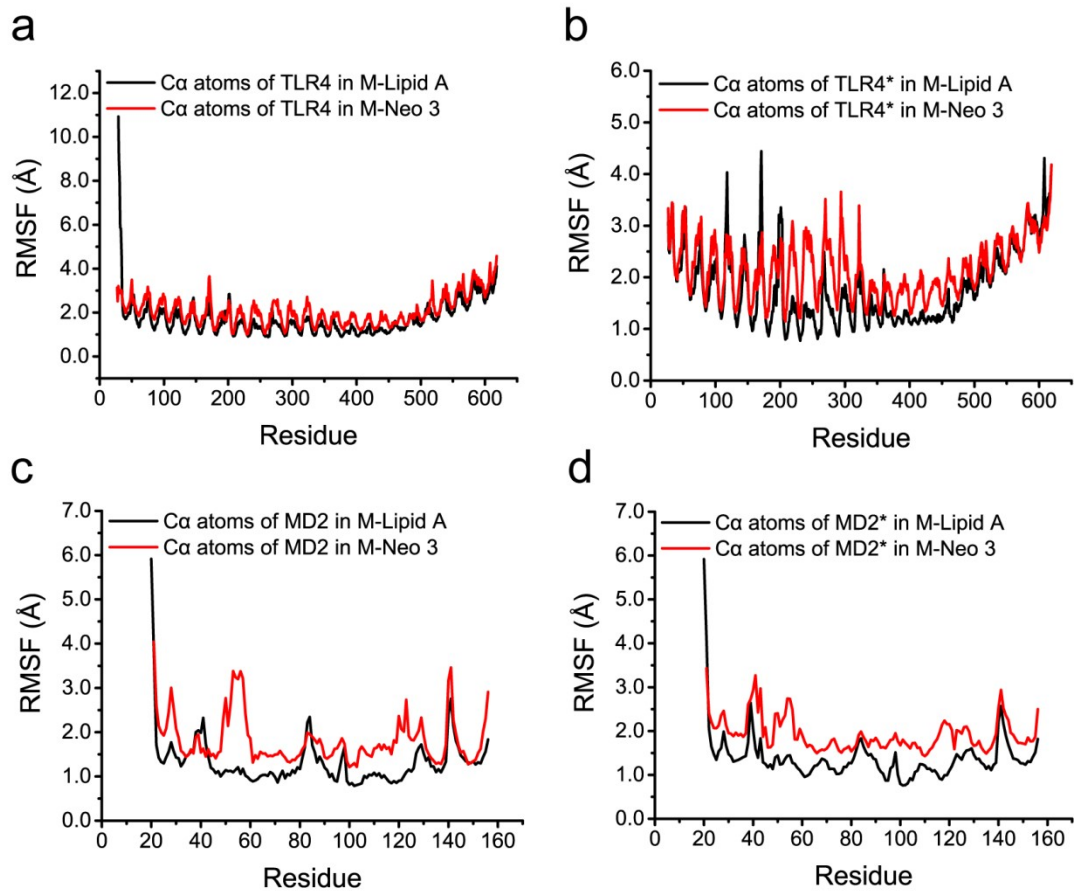 a
Cα atoms of TLR4 in M-Lipid A
Cα atoms of TLR4 in M-Neo 3
RMSF (Å)
12.0
10.0
8.0
6.0
4.0
2.0
0.0
0 100 200 300 400 500 600
Residue
b
Cα atoms of TLR4* in M-Lipid A
Cα atoms of TLR4* in M-Neo 3
RMSF (Å)
6.0
5.0
4.0
3.0
2.0
1.0
0.0
0 100 200 300 400 500 600
Residue
c
Cα atoms of MD2 in M-Lipid A
Cα atoms of MD2 in M-Neo 3
RMSF (Å)
7.0
6.0
5.0
4.0
3.0
2.0
1.0
0.0
0 20 40 60 80 100 120 140 160
Residue
d
Cα atoms of MD2* in M-Lipid A
Cα atoms of MD2* in M-Neo 3
RMSF (Å)
7.0
6.0
5.0
4.0
3.0
2.0
1.0
0.0
0 20 40 60 80 100 120 140 160
Residue